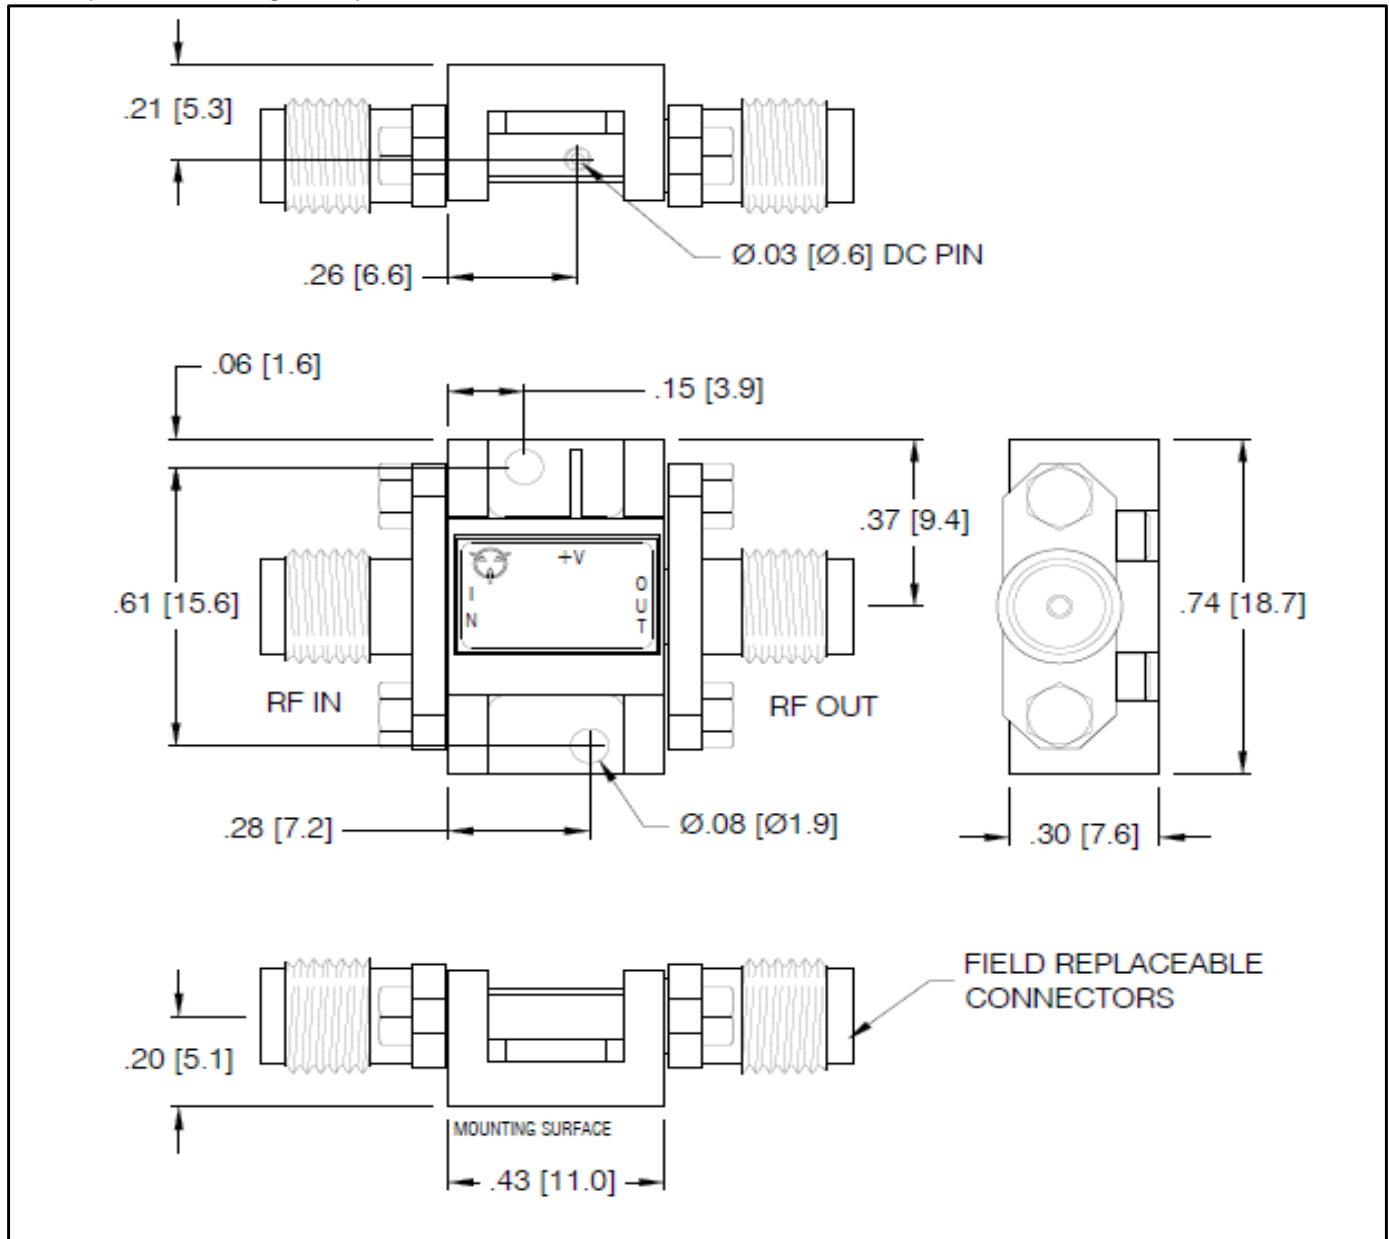 .21 [5.3]
Ø.03 [Ø.6] DC PIN
.26 [6.6]
.06 [1.6]
.15 [3.9]
.37 [9.4]
+V
IN
OUT
.61 [15.6]
.74 [18.7]
RF IN
RF OUT
.28 [7.2]
Ø.08 [Ø1.9]
.30 [7.6]
FIELD REPLACEABLE
CONNECTORS
.20 [5.1]
MOUNTING SURFACE
.43 [11.0]